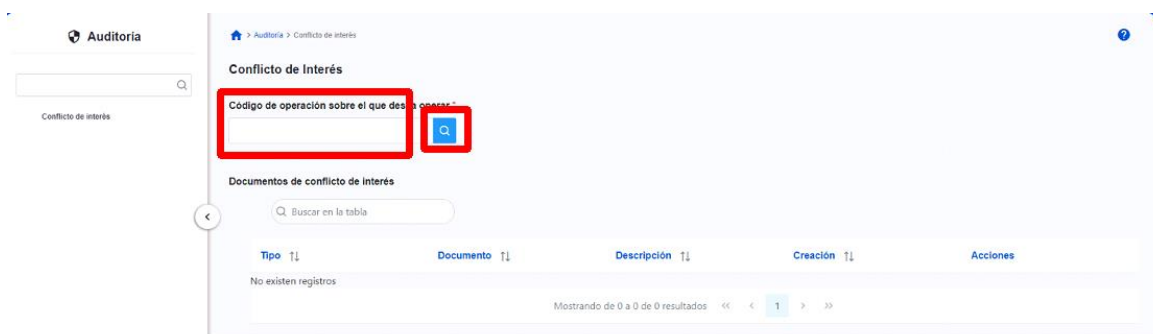 Auditoria
> Auditoría > Conflicto de interés
Conflicto de Interés
Código de operación sobre el que desea operar *
Conflicto de interés
Documentos de conflicto de interés
Buscar en la tabla
Tipo Documento Descripción Creación Acciones
No existen registros
Mostrando de 0 a 0 de 0 resultados << < 1 > >>